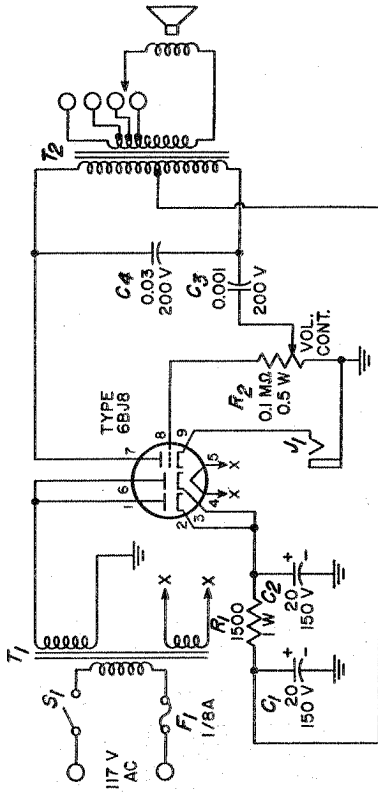 T1
S1
117 V
AC
F1
1/8A
X
X
TYPE
6BJ8
1
6
7
8
9
2
3
4
5
X
X
R1
1500
1 W
C1
20
150 V
+
-
C2
20
150 V
+
-
R2
0.1 MΩ
0.5 W
VOL.
CONT.
J1
C4
0.03
200 V
C3
0.001
200 V
T2